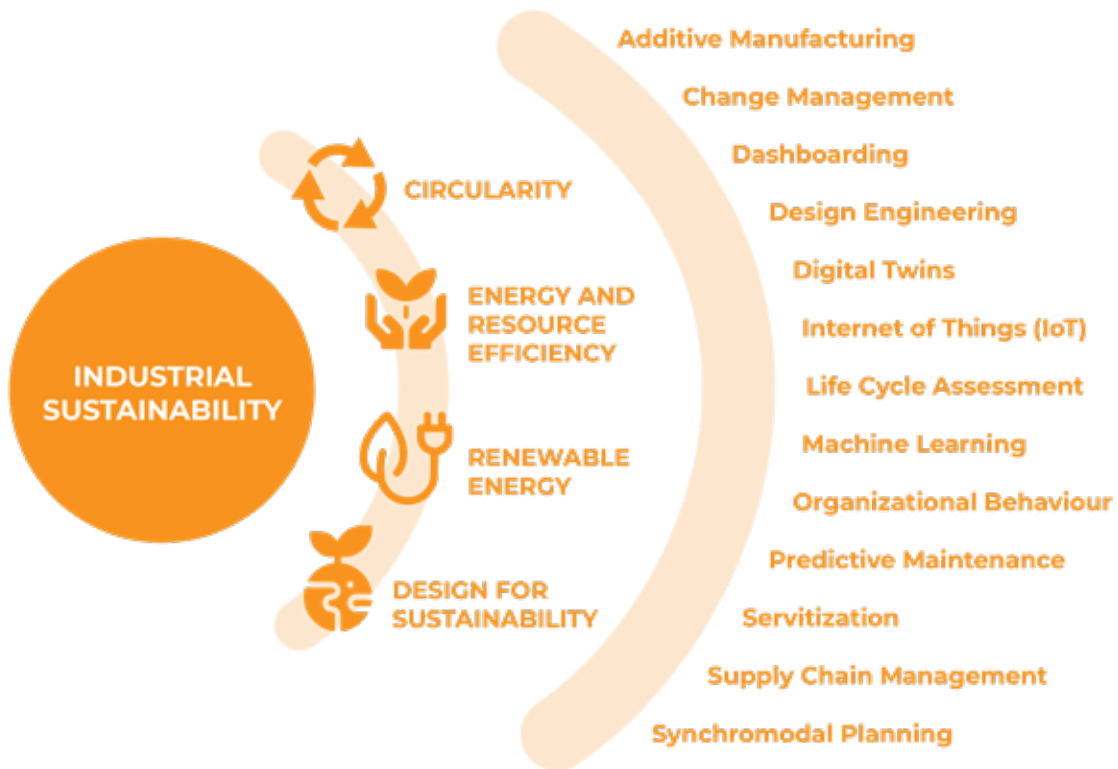 INDUSTRIAL
SUSTAINABILITY
CIRCULARITY
ENERGY AND
RESOURCE
EFFICIENCY
RENEWABLE
ENERGY
DESIGN FOR
SUSTAINABILITY
Additive Manufacturing
Change Management
Dashboarding
Design Engineering
Digital Twins
Internet of Things (IoT)
Life Cycle Assessment
Machine Learning
Organizational Behaviour
Predictive Maintenance
Servitization
Supply Chain Management
Synchromodal Planning